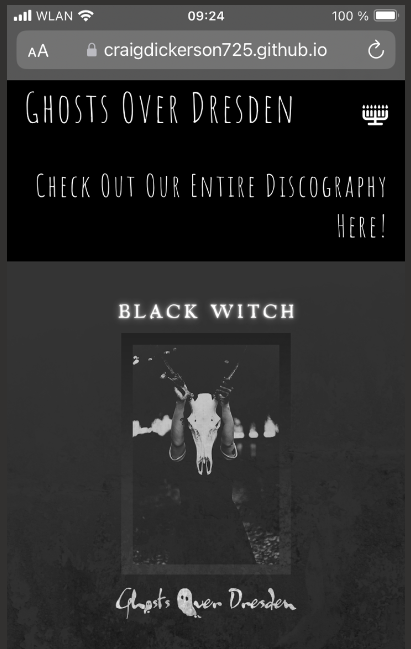 WLAN 09:24 100 %
AA craigdickerson725.github.io
Ghosts Over Dresden
Check Out Our Entire Discography
Here!
BLACK WITCH
Ghosts Over Dresden